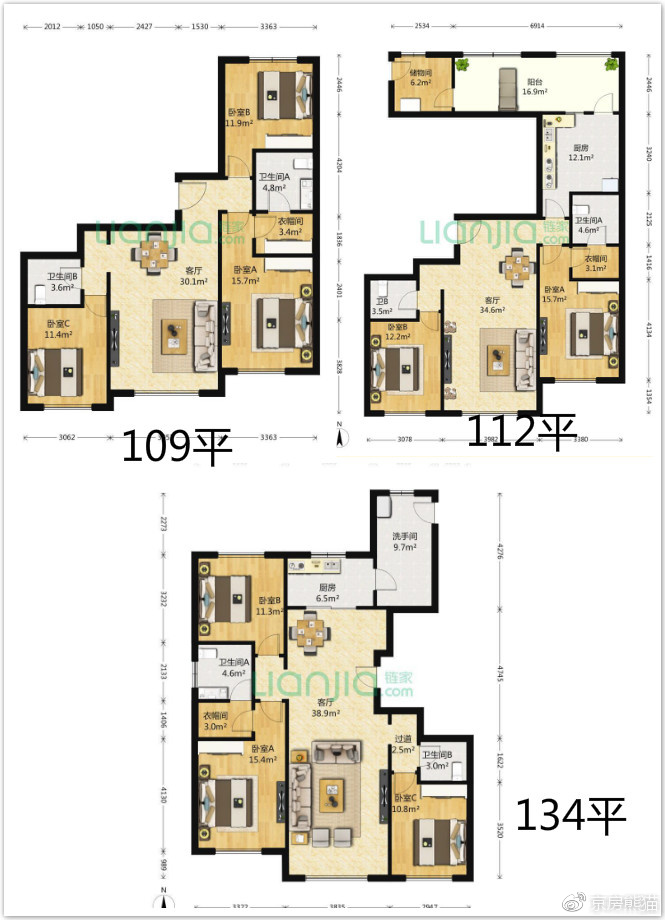 2012 1050 2427 1530 3363
2446
4204
1836
2401
3828
卧室B
11.9m²
卫生间A
4.8m²
衣帽间
3.4m²
Lianjia 链家
.com
卫生间B
3.6m²
客厅
30.1m²
卧室A
15.7m²
卧室C
11.4m²
3062
3363
N
109平
2534 6914
2446
3240
2125
1416
4134
1354
储物间
6.2m²
阳台
16.9m²
厨房
12.1m²
卫生间A
4.6m²
Lianjia 链家
.com
衣帽间
3.1m²
卫B
3.5m²
客厅
34.6m²
卧室A
15.7m²
卧室B
12.2m²
3078 3982 3380
112平
2273
3232
2133
1406
4130
989
4276
4745
1622
3520
洗手间
9.7m²
厨房
6.5m²
卧室B
11.3m²
卫生间A
4.6m²
Lianjia 链家
.com
客厅
38.9m²
衣帽间
3.0m²
过道
2.5m²
卧室A
15.4m²
卫生间B
3.0m²
卧室C
10.8m²
3322 3835 2947
N
134平
京房熊猫